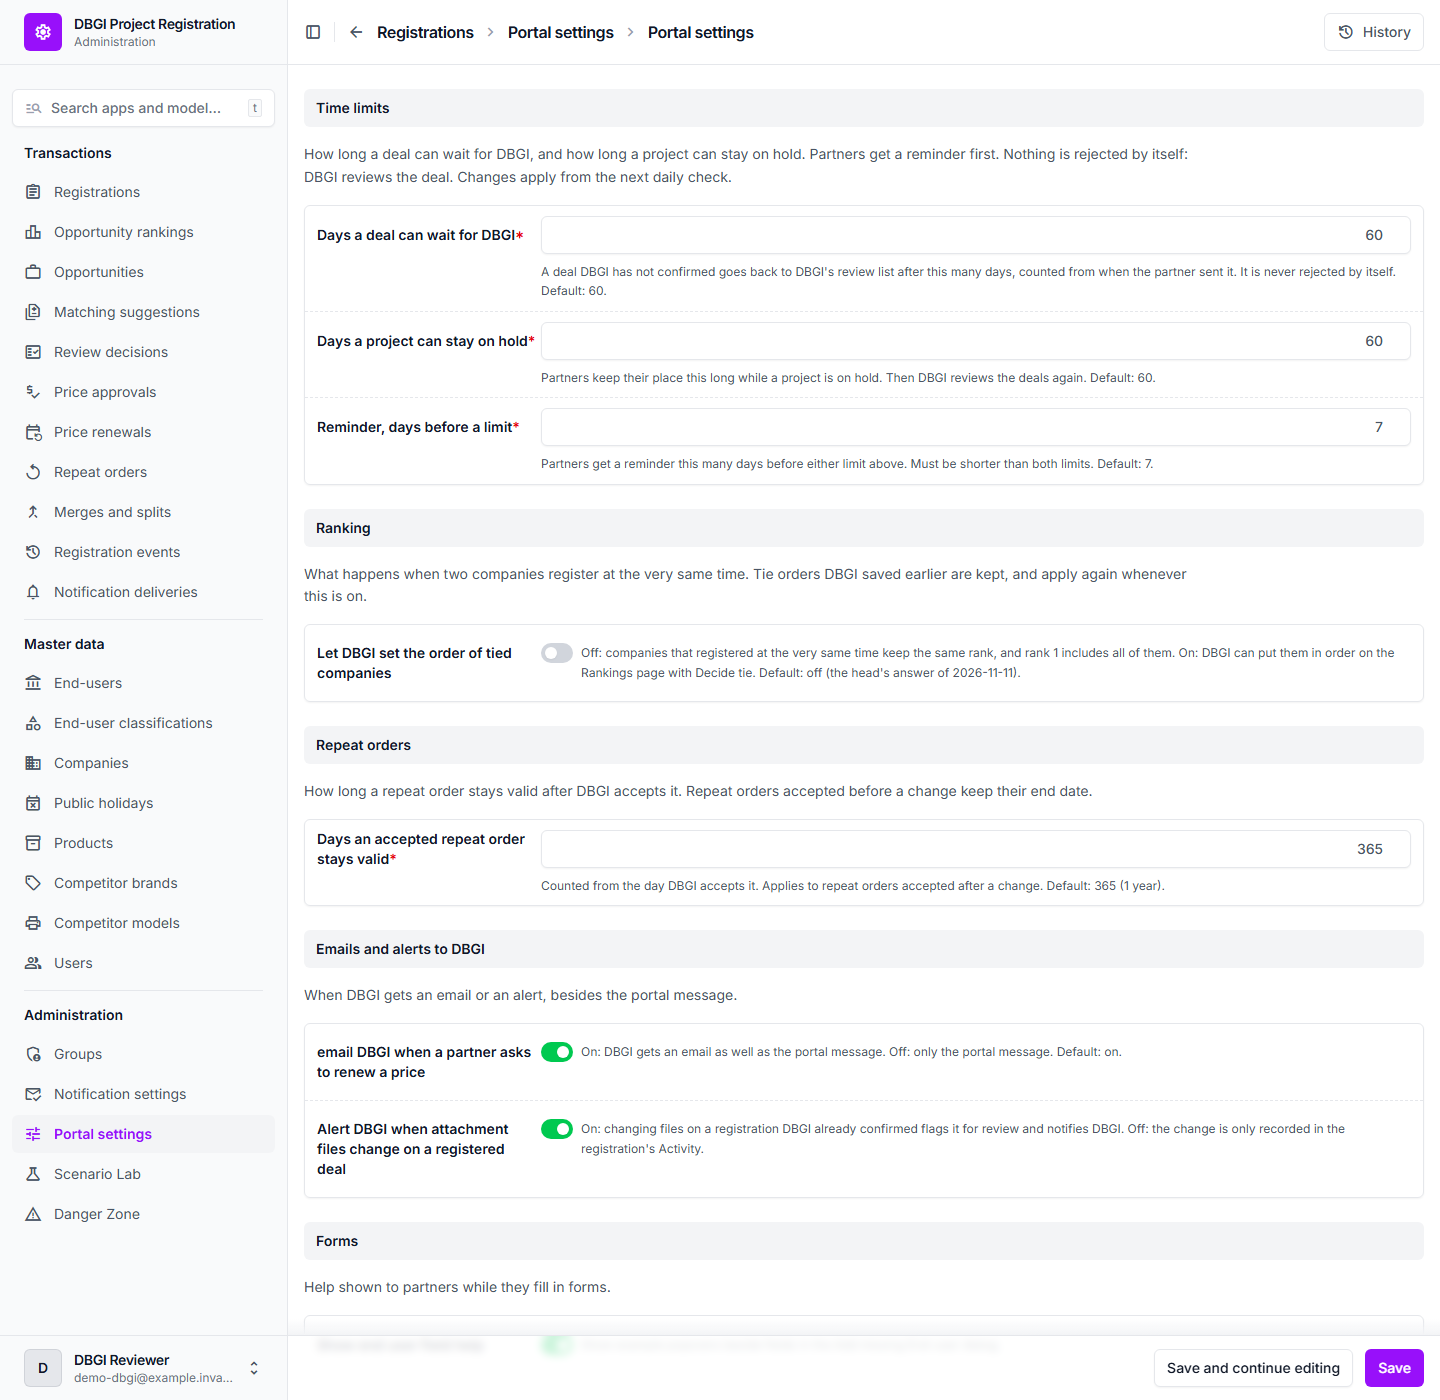 DBGI Project Registration
Administration
Search apps and model...
t
Transactions
Registrations
Opportunity rankings
Opportunities
Matching suggestions
Review decisions
Price approvals
Price renewals
Repeat orders
Merges and splits
Registration events
Notification deliveries
Master data
End-users
End-user classifications
Companies
Public holidays
Products
Competitor brands
Competitor models
Users
Administration
Groups
Notification settings
Portal settings
Scenario Lab
Danger Zone
D
DBGI Reviewer
demo-dbgi@example.inva...
Registrations
Portal settings
Portal settings
History
Time limits
How long a deal can wait for DBGI, and how long a project can stay on hold. Partners get a reminder first. Nothing is rejected by itself:
DBGI reviews the deal. Changes apply from the next daily check.
Days a deal can wait for DBGI*
60
A deal DBGI has not confirmed goes back to DBGI's review list after this many days, counted from when the partner sent it. It is never rejected by itself.
Default: 60.
Days a project can stay on hold*
60
Partners keep their place this long while a project is on hold. Then DBGI reviews the deals again. Default: 60.
Reminder, days before a limit*
7
Partners get a reminder this many days before either limit above. Must be shorter than both limits. Default: 7.
Ranking
What happens when two companies register at the very same time. Tie orders DBGI saved earlier are kept, and apply again whenever
this is on.
Let DBGI set the order of tied
companies
Off: companies that registered at the very same time keep the same rank, and rank 1 includes all of them. On: DBGI can put them in order on the
Rankings page with Decide tie. Default: off (the head's answer of 2026-11-11).
Repeat orders
How long a repeat order stays valid after DBGI accepts it. Repeat orders accepted before a change keep their end date.
Days an accepted repeat order
stays valid*
365
Counted from the day DBGI accepts it. Applies to repeat orders accepted after a change. Default: 365 (1 year).
Emails and alerts to DBGI
When DBGI gets an email or an alert, besides the portal message.
email DBGI when a partner asks
to renew a price
On: DBGI gets an email as well as the portal message. Off: only the portal message. Default: on.
Alert DBGI when attachment
files change on a registered
deal
On: changing files on a registration DBGI already confirmed flags it for review and notifies DBGI. Off: the change is only recorded in the
registration's Activity.
Forms
Help shown to partners while they fill in forms.
Save and continue editing
Save